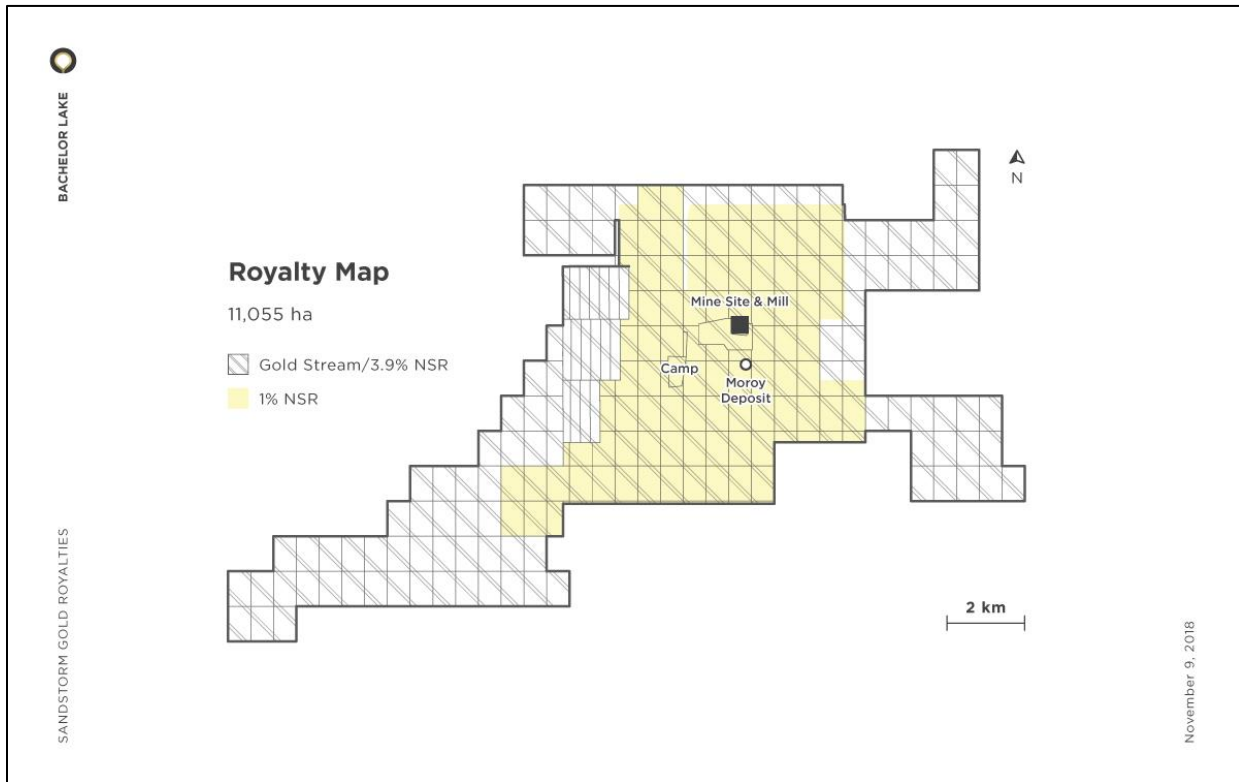 BACHELOR LAKE
N
Royalty Map
11,055 ha
Gold Stream/3.9% NSR
1% NSR
Mine Site & Mill
Camp
Moroy
Deposit
2 km
SANDSTORM GOLD ROYALTIES
November 9, 2018